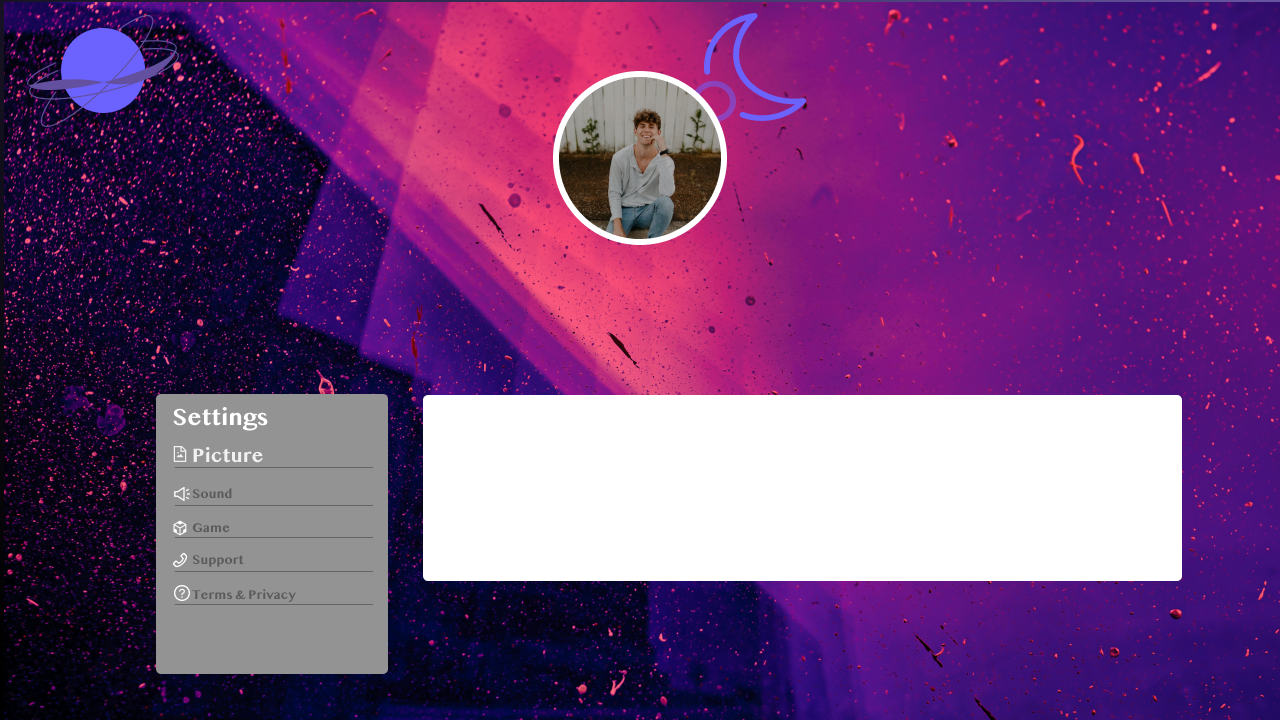 Settings
Picture
Sound
Game
Support
Terms & Privacy